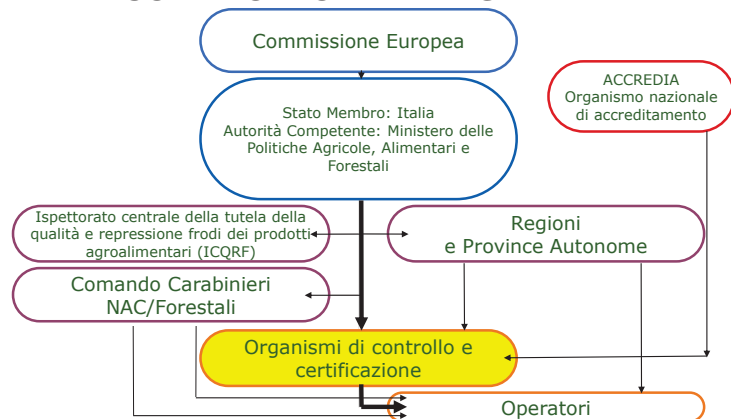 Commissione Europea
ACCREDIA
Organismo nazionale
di accreditamento
Stato Membro: Italia
Autorità Competente: Ministero delle
Politiche Agricole, Alimentari e
Forestali
Ispettorato centrale della tutela della
qualità e repressione frodi dei prodotti
agroalimentari (ICQRF)
Regioni
e Province Autonome
Comando Carabinieri
NAC/Forestali
Organismi di controllo e
certificazione
Operatori